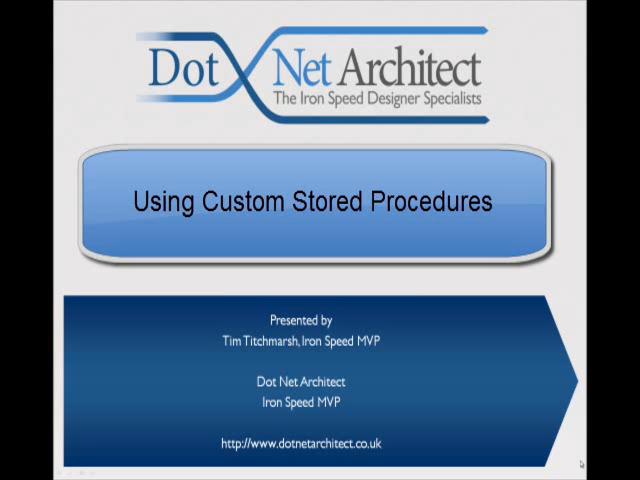 Dot Net Architect
The Iron Speed Designer Specialists
Using Custom Stored Procedures
Presented by
Tim Titchmarsh, Iron Speed MVP
Dot Net Architect
Iron Speed MVP
http://www.dotnetarchitect.co.uk